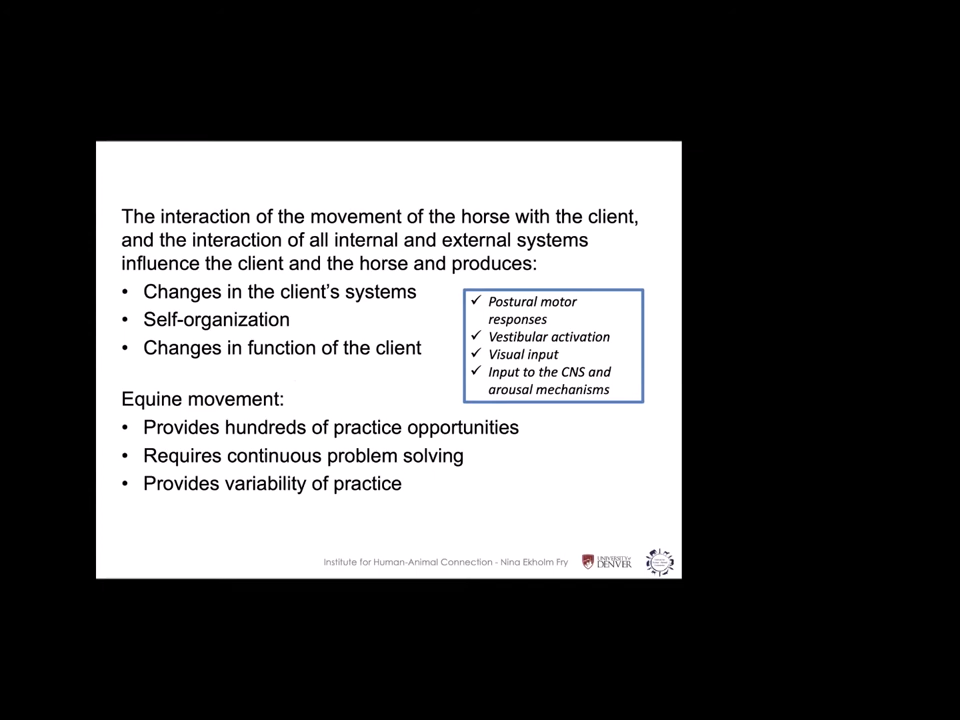 The interaction of the movement of the horse with the client,
and the interaction of all internal and external systems
influence the client and the horse and produces:
• Changes in the client's systems
• Self-organization
• Changes in function of the client
✓ Postural motor
responses
✓ Vestibular activation
✓ Visual input
✓ Input to the CNS and
arousal mechanisms
Equine movement:
• Provides hundreds of practice opportunities
• Requires continuous problem solving
• Provides variability of practice
Institute for Human-Animal Connection - Nina Ekholm Fry
UNIVERSITY of
DENVER